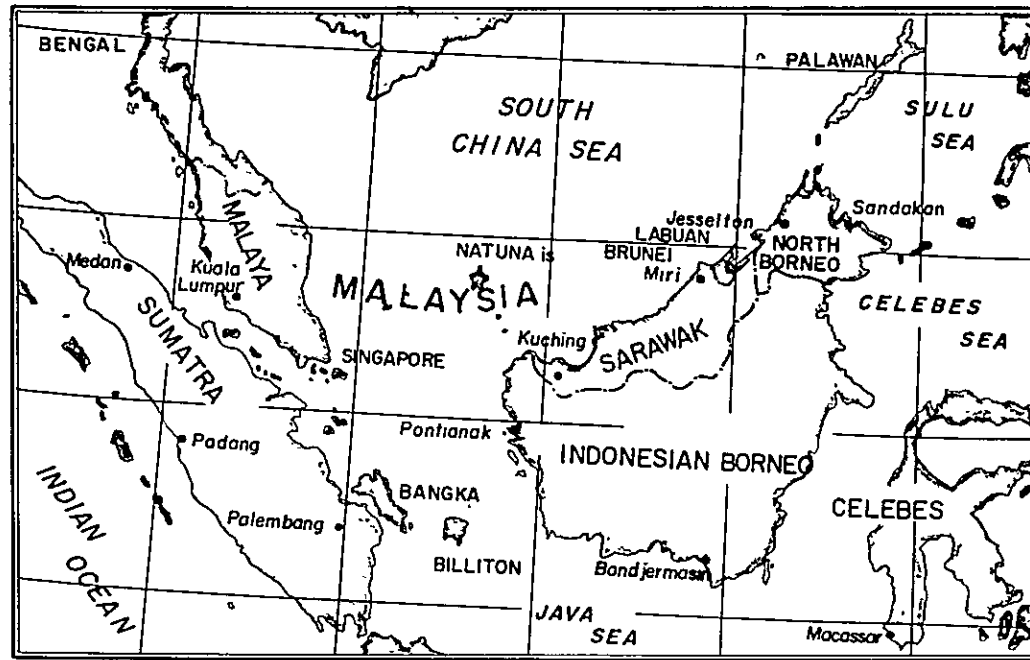 BENGAL
PALAWAN
SOUTH
CHINA SEA
SULU
SEA
MALAYA
Jesselton
Sandakan
LABUAN
NATUNA is
BRUNEI
NORTH
BORNEO
Medan
Kuala
Lumpur
Miri
MALAYSIA
CELEBES
SEA
SUMATRA
Kuching
SARAWAK
SINGAPORE
Padang
Pontianak
INDONESIAN BORNEO
INDIAN
OCEAN
BANGKA
CELEBES
Palembang
BILLITON
Bandjermasin
JAVA
SEA
Macassar